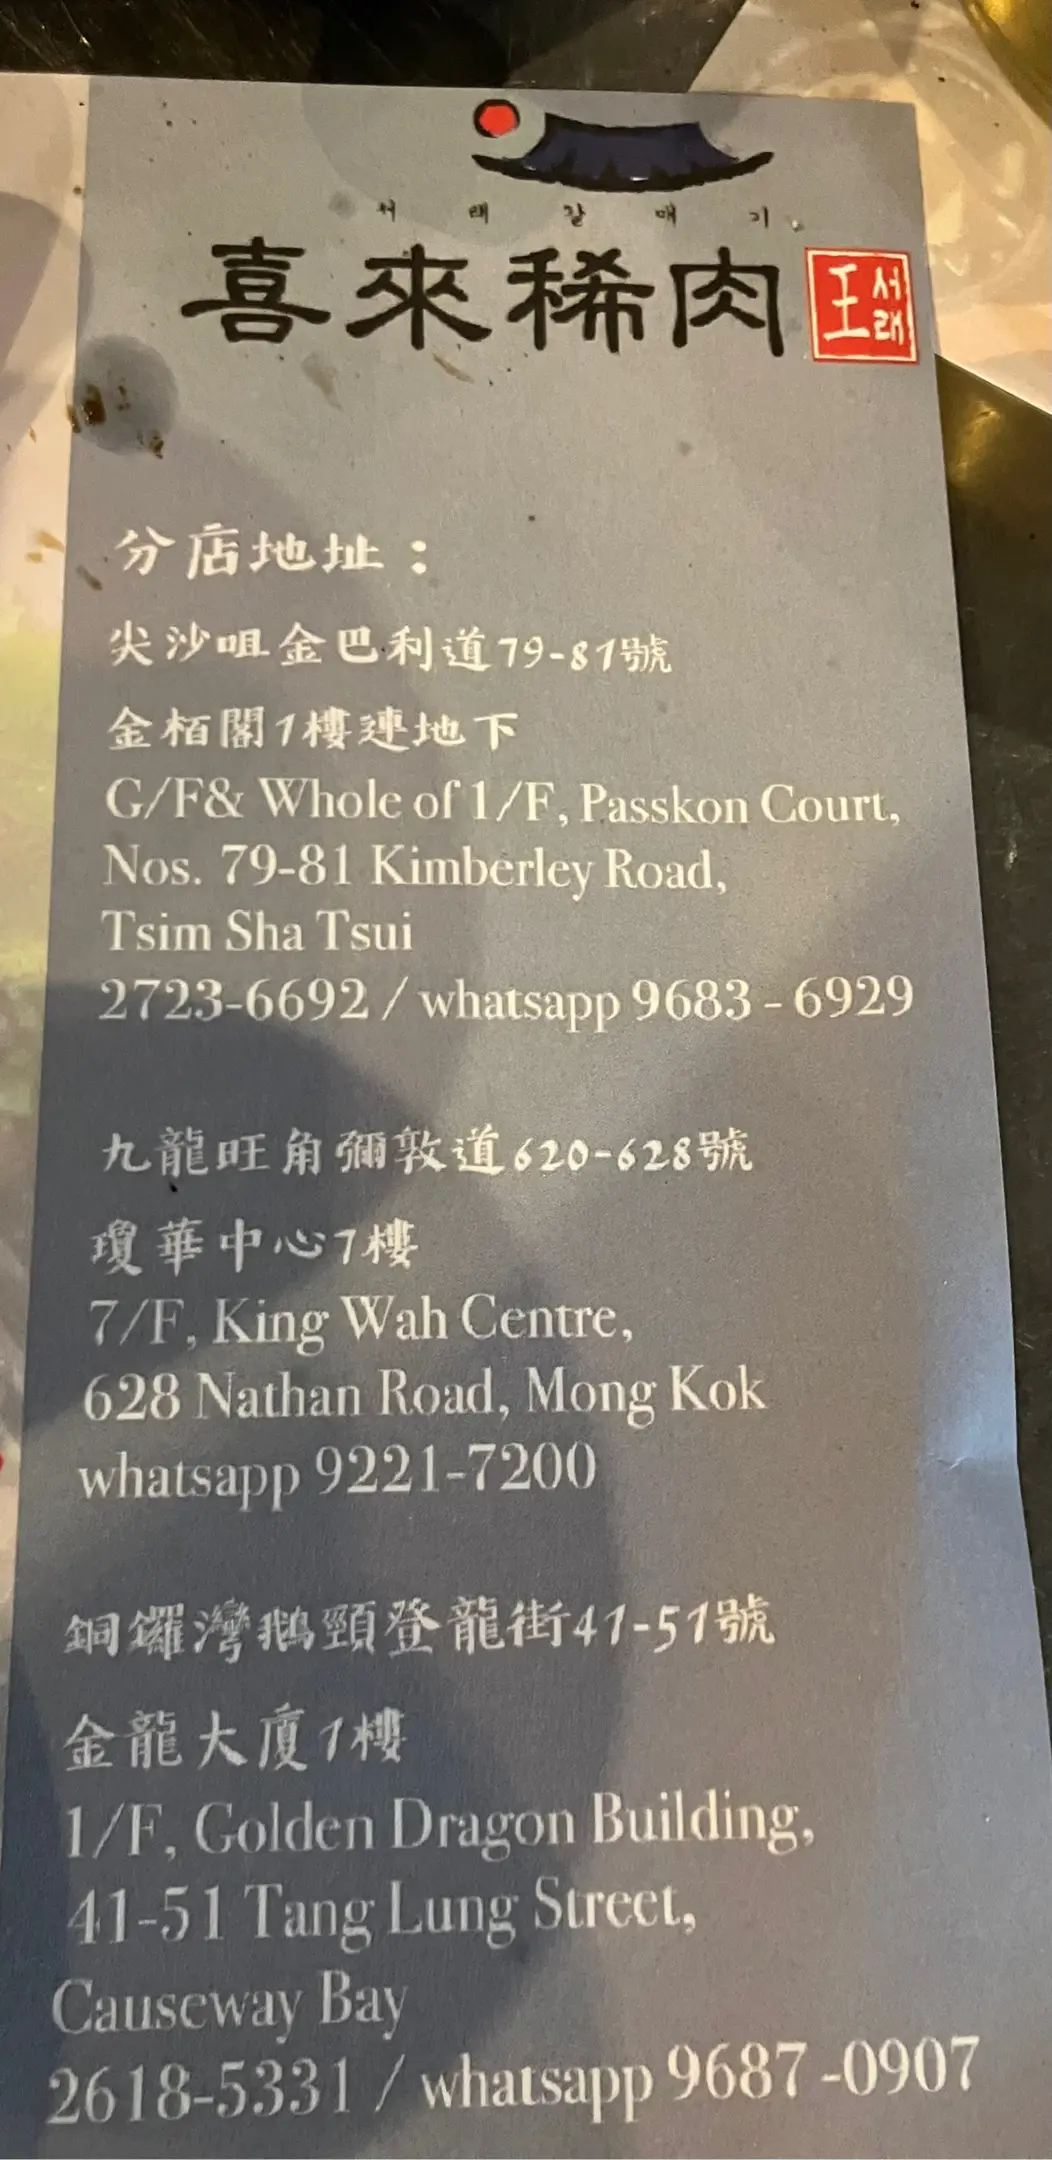 서 래 갈 매 기
喜來稀肉
王 서래
分店地址：
尖沙咀金巴利道79-81號
金栢閣1樓連地下
G/F& Whole of 1/F, Passkon Court,
Nos. 79-81 Kimberley Road,
Tsim Sha Tsui
2723-6692 / whatsapp 9683 - 6929
九龍旺角彌敦道620-628號
瓊華中心7樓
7/F, King Wah Centre,
628 Nathan Road, Mong Kok
whatsapp 9221-7200
銅鑼灣鵝頸登龍街41-51號
金龍大廈1樓
1/F, Golden Dragon Building,
41-51 Tang Lung Street,
Causeway Bay
2618-5331 / whatsapp 9687 -0907